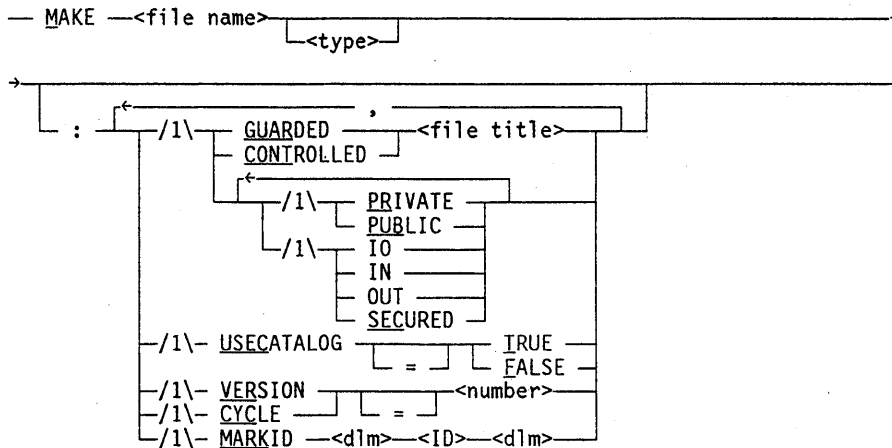 MAKE <file name>
<type>
,
: /1\ GUARDED <file title>
CONTROLLED
/1\ PRIVATE
PUBLIC
/1\ IO
IN
OUT
SECURED
/1\ USECATALOG = TRUE
FALSE
/1\ VERSION = <number>
/1\ CYCLE
/1\ MARKID <dlm> <ID> <dlm>